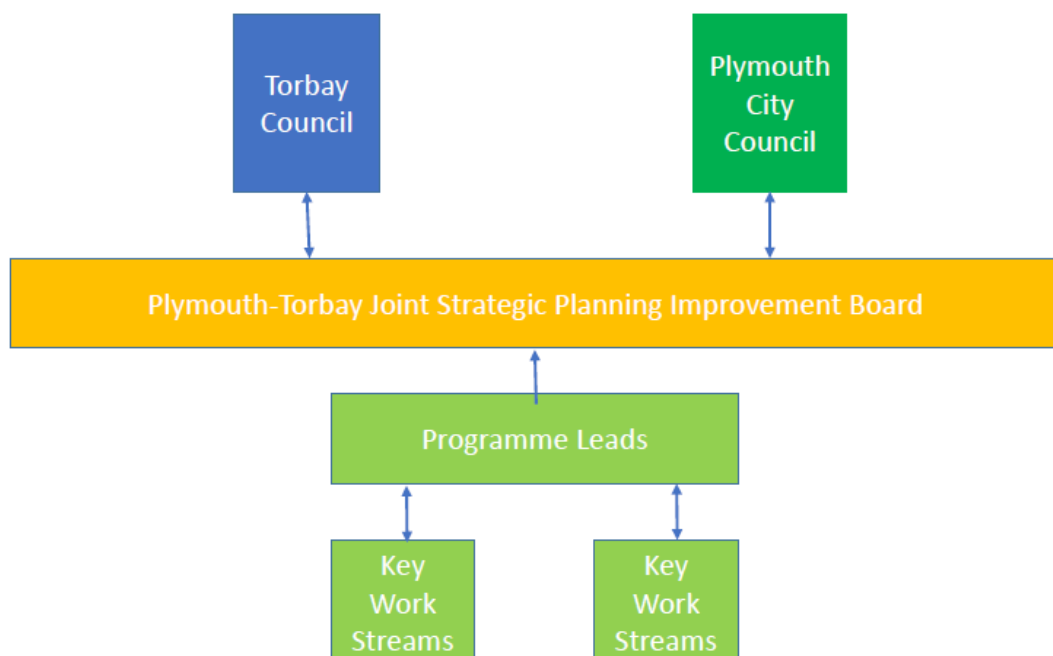 Torbay
Council
Plymouth
City
Council
Plymouth-Torbay Joint Strategic Planning Improvement Board
Programme Leads
Key
Work
Streams
Key
Work
Streams